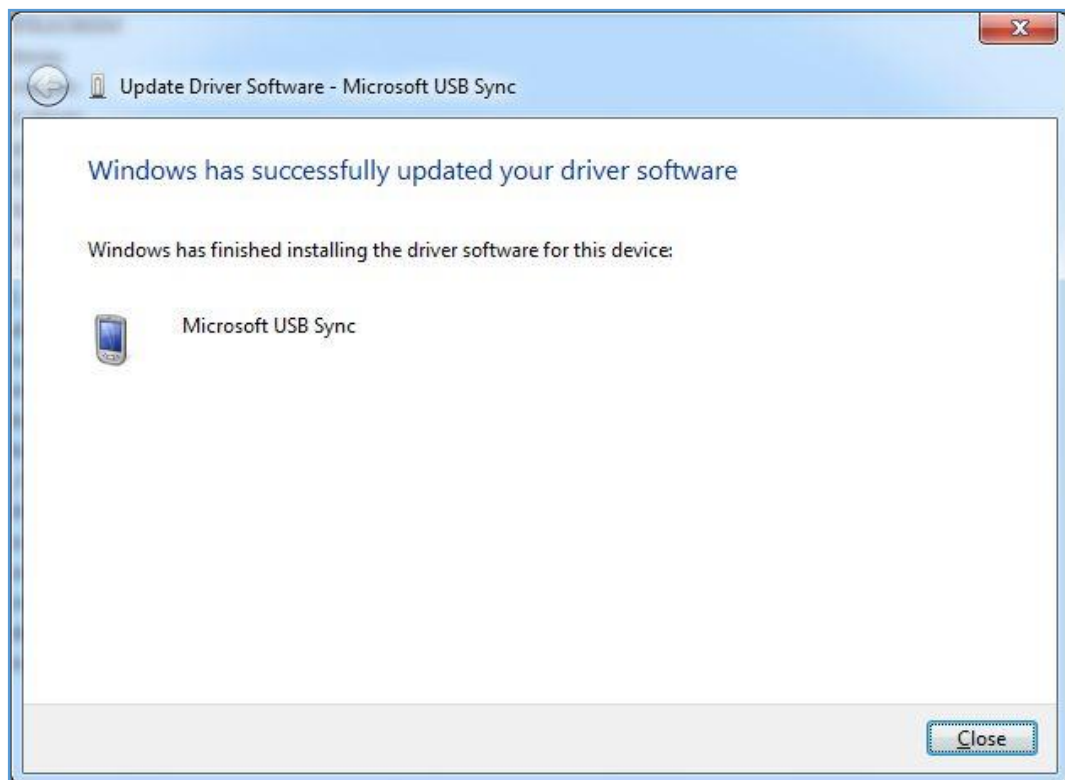 Update Driver Software - Microsoft USB Sync
Windows has successfully updated your driver software
Windows has finished installing the driver software for this device:
Microsoft USB Sync
Close